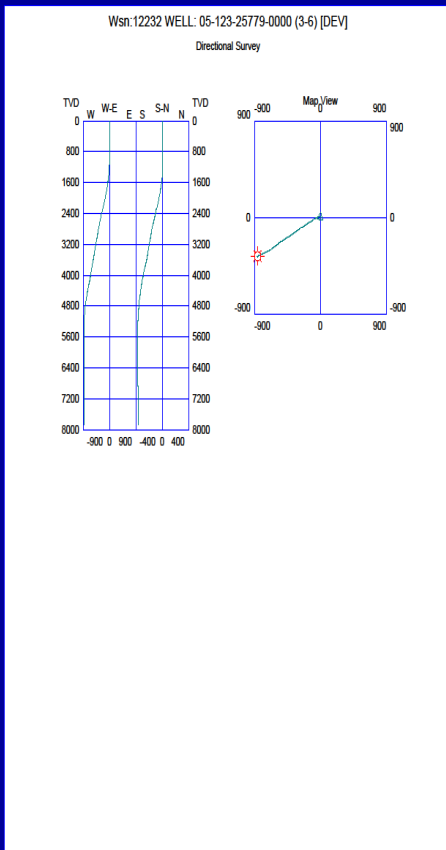 Wsn:12232 WELL: 05-123-25779-0000 (3-6) [DEV]
Directional Survey
TVD W W-E E S S-N N TVD
0 0
800 800
1600 1600
2400 2400
3200 3200
4000 4000
4800 4800
5600 5600
6400 6400
7200 7200
8000 8000
-900 0 900 -400 0 400
Map View
900 -900 0 900 900
0 0
-900 -900
-900 0 900